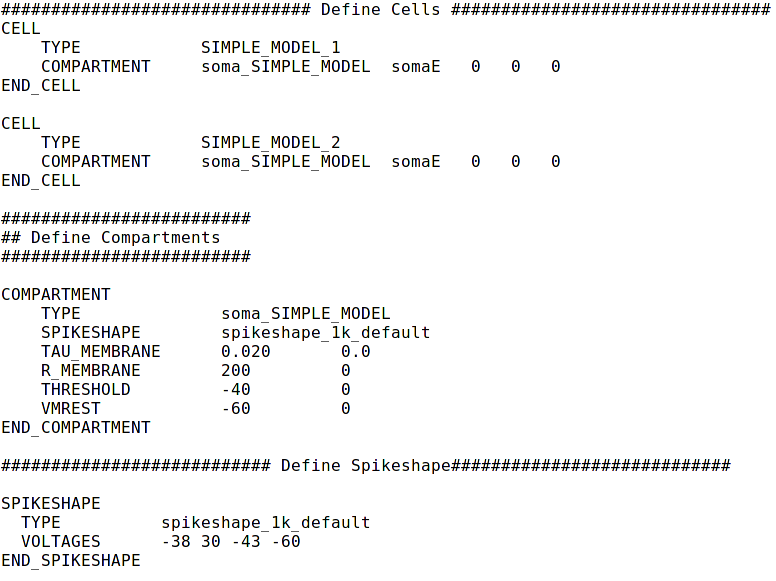 ############################### Define Cells ################################
CELL
    TYPE            SIMPLE_MODEL_1
    COMPARTMENT     soma_SIMPLE_MODEL  somaE   0   0   0
END_CELL

CELL
    TYPE            SIMPLE_MODEL_2
    COMPARTMENT     soma_SIMPLE_MODEL  somaE   0   0   0
END_CELL

#########################
## Define Compartments
#########################

COMPARTMENT
    TYPE              soma_SIMPLE_MODEL
    SPIKESHAPE        spikeshape_1k_default
    TAU_MEMBRANE      0.020       0.0
    R_MEMBRANE        200         0
    THRESHOLD         -40         0
    VMREST            -60         0
END_COMPARTMENT

########################### Define Spikeshape############################

SPIKESHAPE
  TYPE          spikeshape_1k_default
  VOLTAGES      -38 30 -43 -60
END_SPIKESHAPE